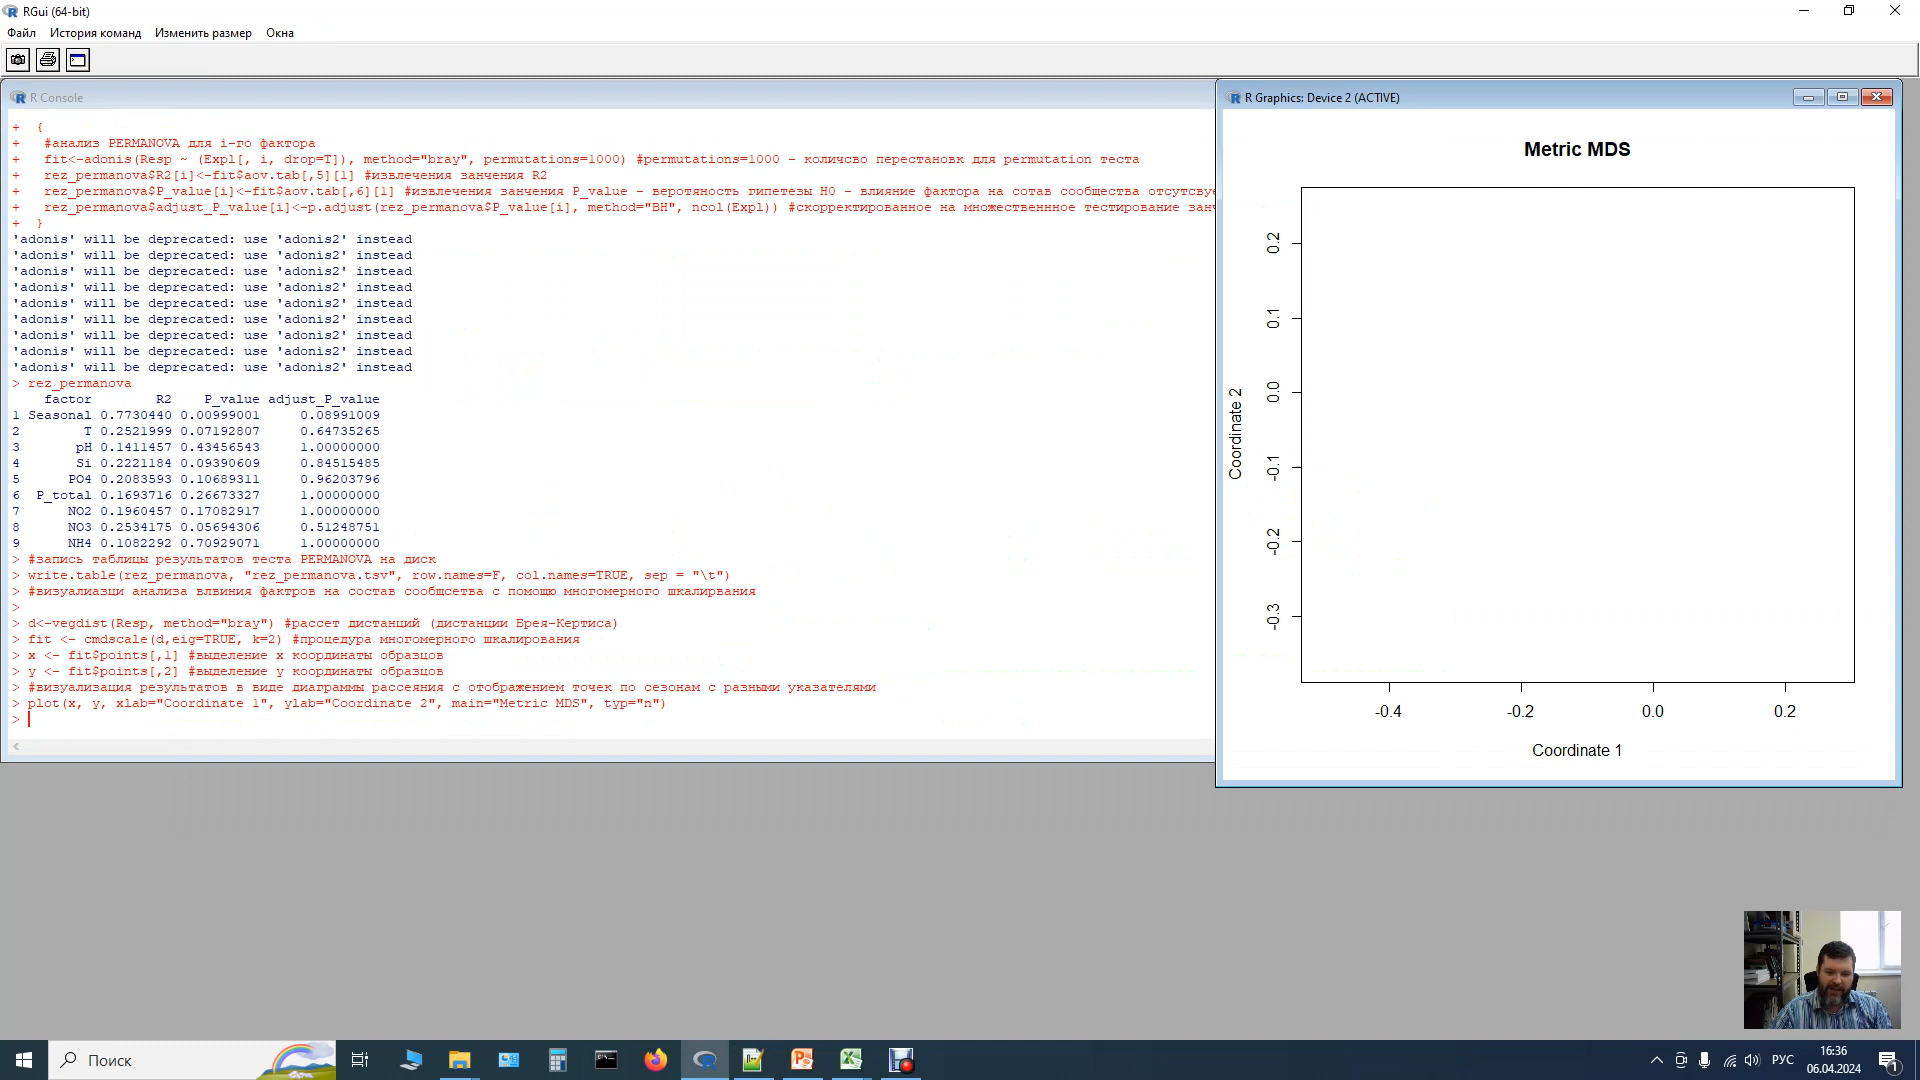 RGui (64-bit)
Файл История команд Изменить размер Окна
R Console
+  {
+   #анализ PERMANOVA для i-го фактора
+   fit<-adonis(Resp ~ (Expl[, i, drop=T]), method="bray", permutations=1000) #permutations=1000 - количсво перестановк для permutation теста
+   rez_permanova$R2[i]<-fit$aov.tab[,5][1] #извлечения занчения R2
+   rez_permanova$P_value[i]<-fit$aov.tab[,6][1] #извлечения занчения P_value - веротяность гипетезы H0 - влияние фактора на сотав сообщества отсутсвуе
+   rez_permanova$adjust_P_value[i]<-p.adjust(rez_permanova$P_value[i], method="BH", ncol(Expl)) #скорректированное на множественнное тестирование занч
+  }
'adonis' will be deprecated: use 'adonis2' instead
'adonis' will be deprecated: use 'adonis2' instead
'adonis' will be deprecated: use 'adonis2' instead
'adonis' will be deprecated: use 'adonis2' instead
'adonis' will be deprecated: use 'adonis2' instead
'adonis' will be deprecated: use 'adonis2' instead
'adonis' will be deprecated: use 'adonis2' instead
'adonis' will be deprecated: use 'adonis2' instead
'adonis' will be deprecated: use 'adonis2' instead
> rez_permanova
    factor        R2    P_value adjust_P_value
1 Seasonal 0.7730440 0.00999001     0.08991009
2        T 0.2521999 0.07192807     0.64735265
3       pH 0.1411457 0.43456543     1.00000000
4       Si 0.2221184 0.09390609     0.84515485
5      PO4 0.2083593 0.10689311     0.96203796
6  P_total 0.1693716 0.26673327     1.00000000
7      NO2 0.1960457 0.17082917     1.00000000
8      NO3 0.2534175 0.05694306     0.51248751
9      NH4 0.1082292 0.70929071     1.00000000
> #запись таблицы результатов теста PERMANOVA на диск
> write.table(rez_permanova, "rez_permanova.tsv", row.names=F, col.names=TRUE, sep = "\t")
> #визуалиазци анализа влвиния фактров на состав сообщсетва с помощю многомерного шкалирвания
>
> d<-vegdist(Resp, method="bray") #рассет дистанций (дистанции Брея-Кертиса)
> fit <- cmdscale(d,eig=TRUE, k=2) #процедура многомерного шкалирования
> x <- fit$points[,1] #выделение x координаты образцов
> y <- fit$points[,2] #выделение y координаты образцов
> #визуализация результатов в виде диаграммы рассеяния с отображением точек по сезонам с разными указателями
> plot(x, y, xlab="Coordinate 1", ylab="Coordinate 2", main="Metric MDS", typ="n")
>
R Graphics: Device 2 (ACTIVE)
Metric MDS
Coordinate 2
0.2
0.1
0.0
-0.1
-0.2
-0.3
-0.4 -0.2 0.0 0.2
Coordinate 1
Поиск
РУС
16:36
06.04.2024
1